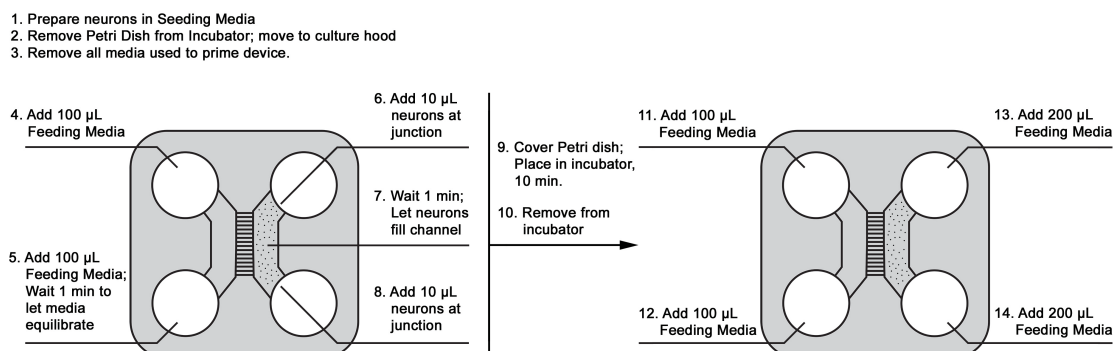 1. Prepare neurons in Seeding Media
2. Remove Petri Dish from Incubator; move to culture hood
3. Remove all media used to prime device.
4. Add 100 µL
Feeding Media
5. Add 100 µL
Feeding Media;
Wait 1 min to
let media
equilibrate
6. Add 10 µL
neurons at
junction
7. Wait 1 min;
Let neurons
fill channel
8. Add 10 µL
neurons at
junction
9. Cover Petri dish;
Place in incubator,
10 min.
10. Remove from
incubator
11. Add 100 µL
Feeding Media
12. Add 100 µL
Feeding Media
13. Add 200 µL
Feeding Media
14. Add 200 µL
Feeding Media